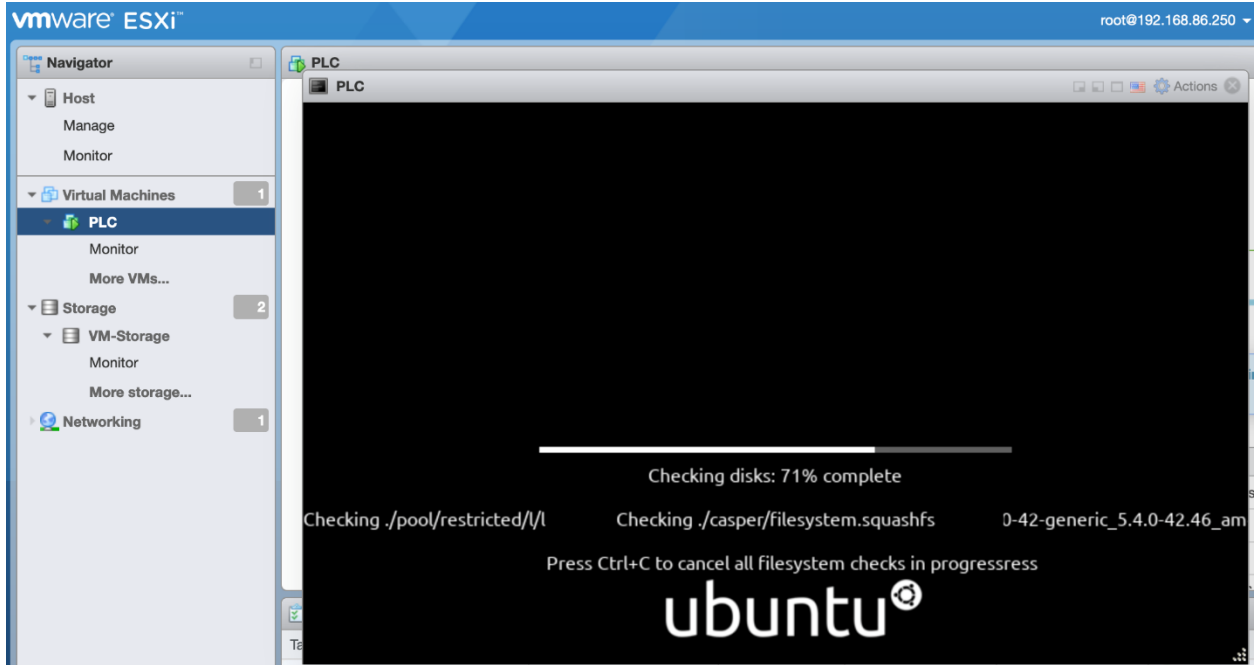 vmware ESXi™
root@192.168.86.250
Navigator
Host
Manage
Monitor
Virtual Machines 1
PLC
Monitor
More VMs...
Storage 2
VM-Storage
Monitor
More storage...
Networking 1
PLC
PLC
Actions
Checking disks: 71% complete
Checking ./pool/restricted/l/l Checking ./casper/filesystem.squashfs 0-42-generic_5.4.0-42.46_am
Press Ctrl+C to cancel all filesystem checks in progressress
ubuntu
Ta